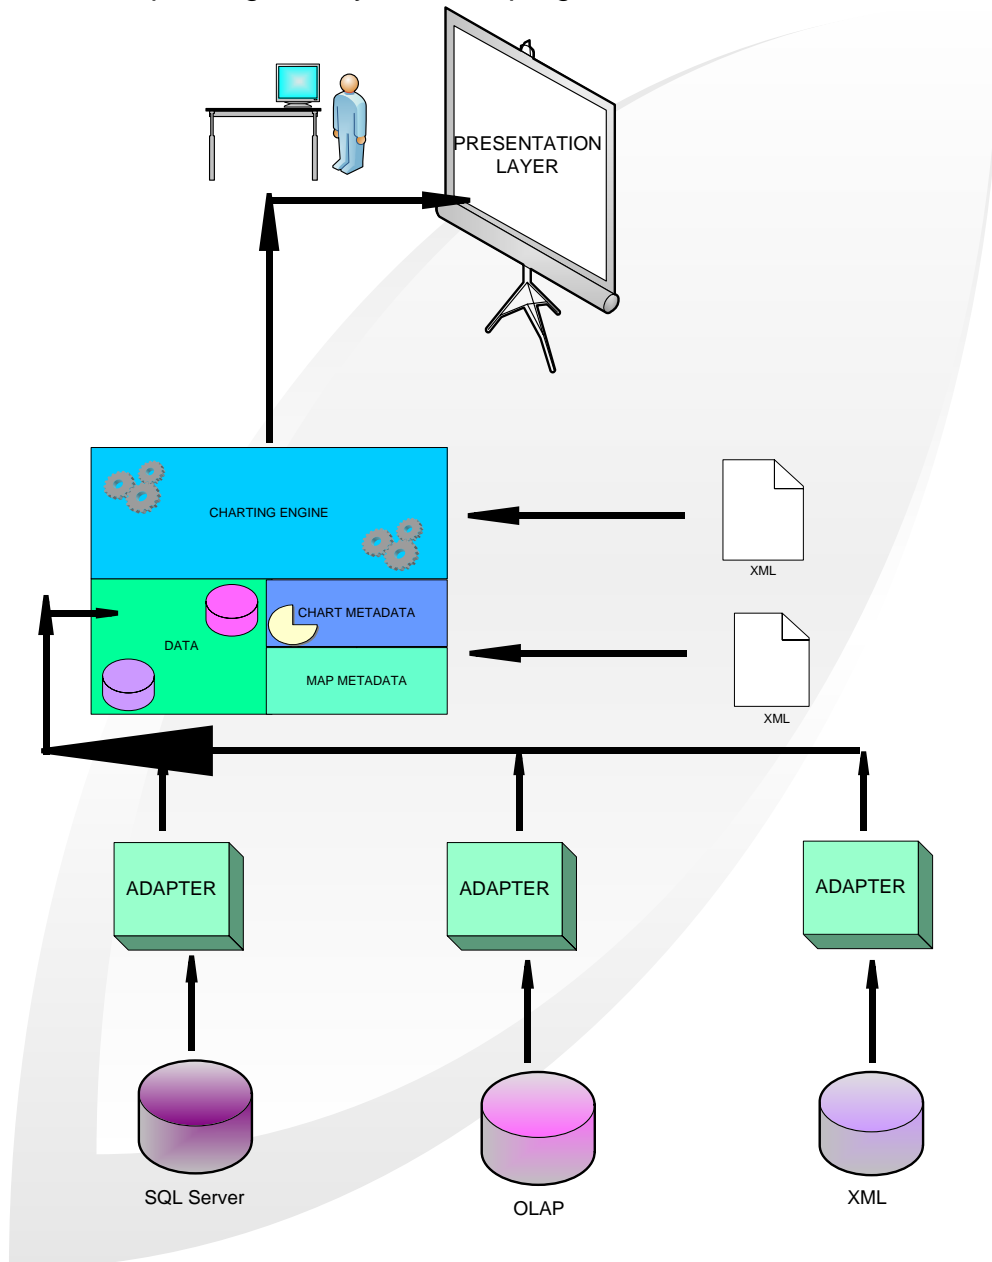 PRESENTATION
LAYER
CHARTING ENGINE
XML
CHART METADATA
DATA
MAP METADATA
XML
ADAPTER
ADAPTER
ADAPTER
SQL Server
OLAP
XML